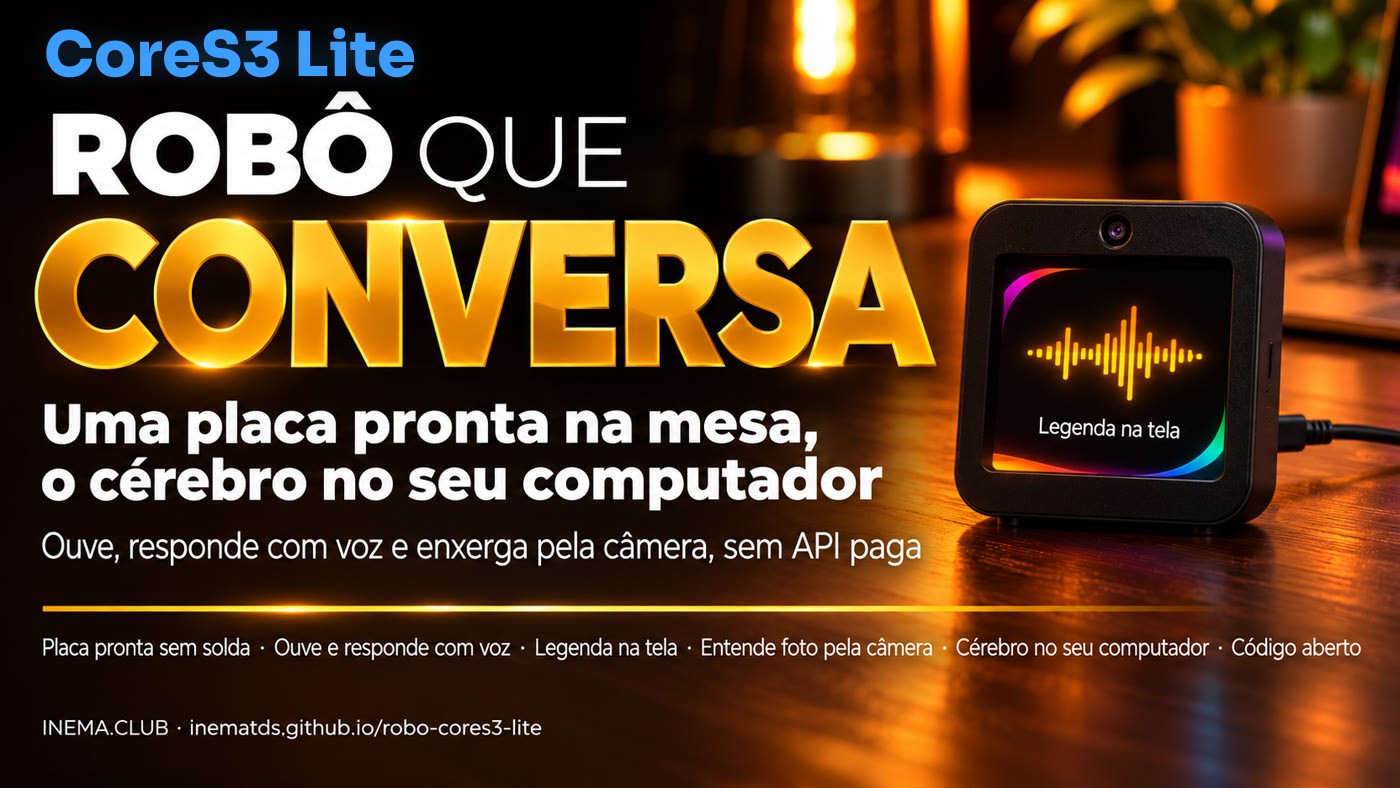 CoreS3 Lite
ROBÔ QUE
CONVERSA
Uma placa pronta na mesa,
o cérebro no seu computador
Ouve, responde com voz e enxerga pela câmera, sem API paga
Legenda na tela
Placa pronta sem solda · Ouve e responde com voz · Legenda na tela · Entende foto pela câmera · Cérebro no seu computador · Código aberto
INEMA.CLUB · inematds.github.io/robo-cores3-lite